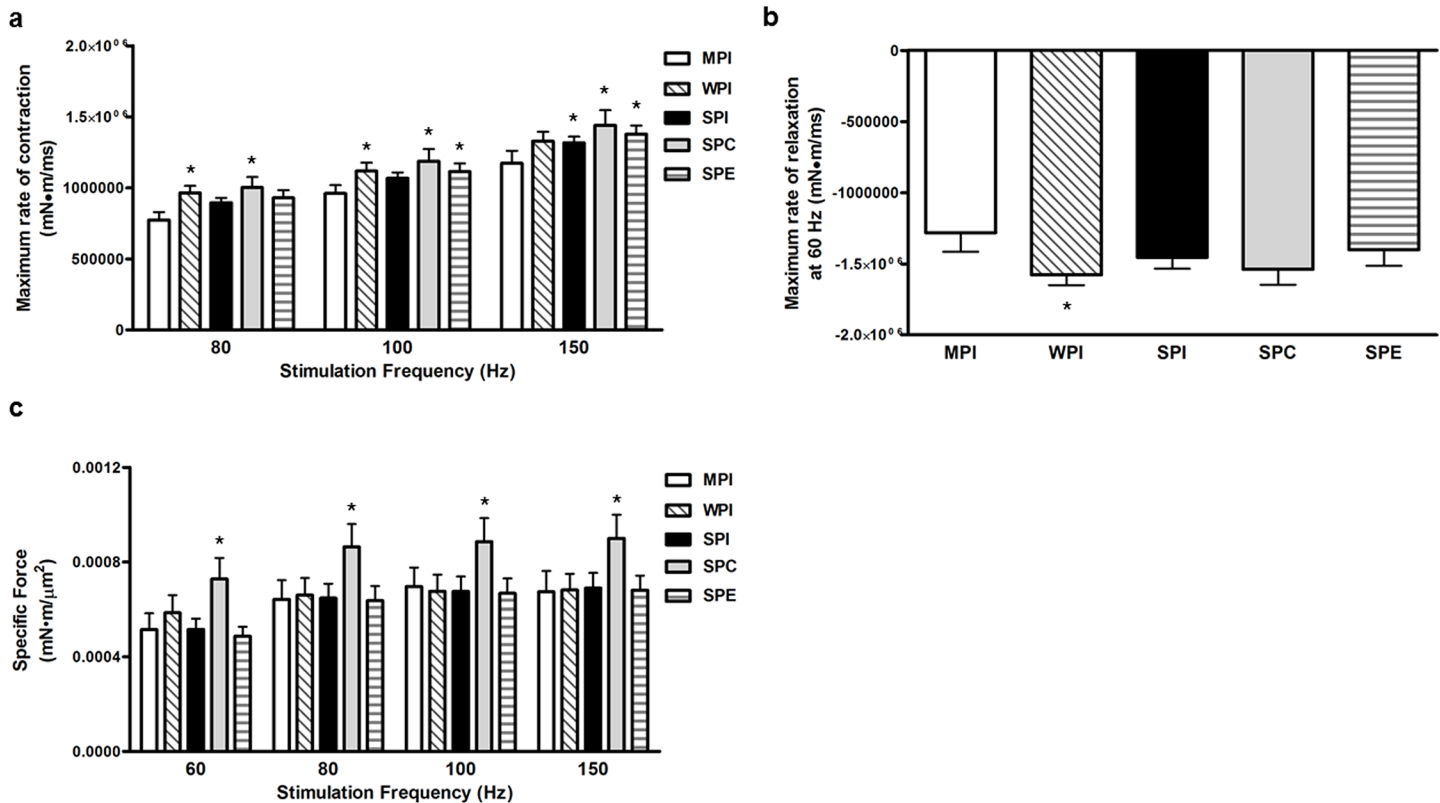 a
Maximum rate of contraction
(mN•m/ms)
2.0×10⁰⁶
1.5×10⁰⁶
1000000
500000
0
80
100
150
Stimulation Frequency (Hz)
* * * * * * * *
MPI
WPI
SPI
SPC
SPE
b
Maximum rate of relaxation
at 60 Hz (mN•m/ms)
0
-500000
-1000000
-1.5×10⁰⁶
-2.0×10⁰⁶
*
MPI WPI SPI SPC SPE
c
Specific Force
(mN•m/μm²)
0.0012
0.0008
0.0004
0.0000
* * * *
60 80 100 150
Stimulation Frequency (Hz)
MPI
WPI
SPI
SPC
SPE